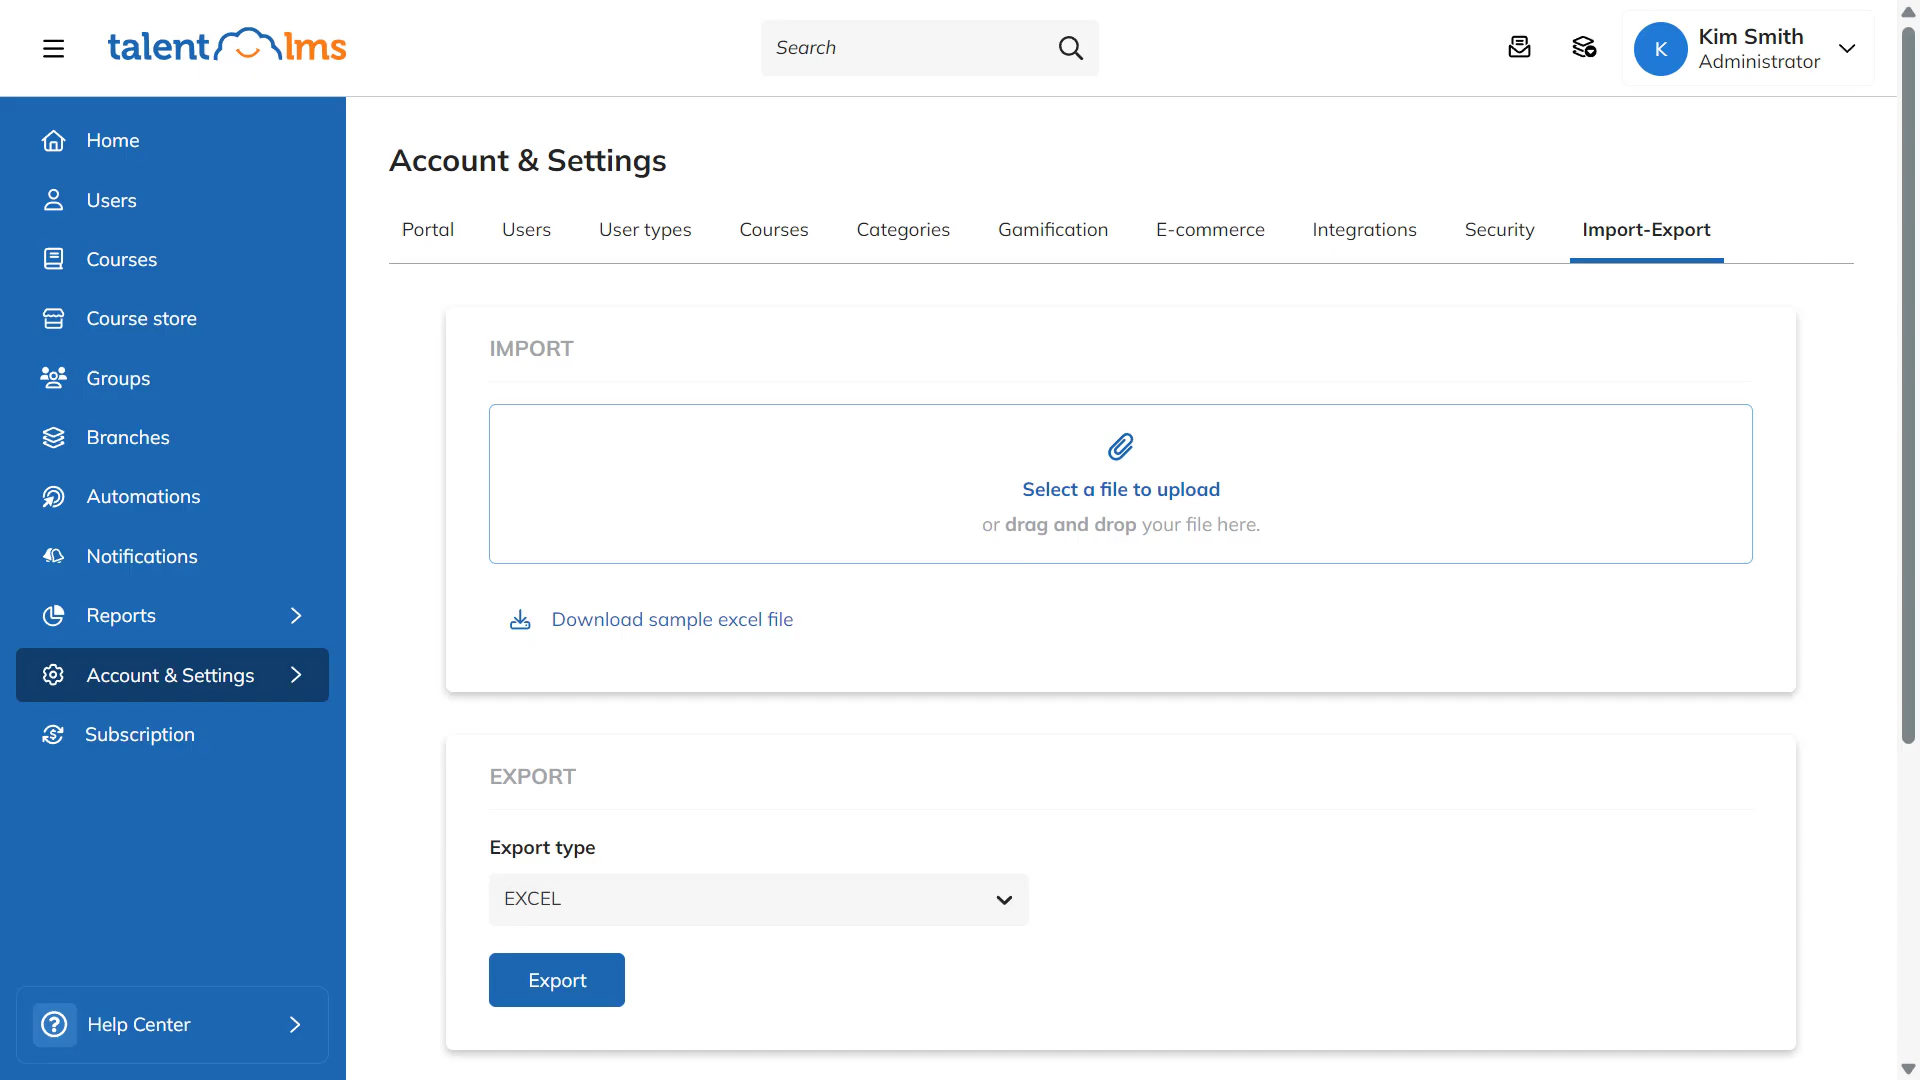 talentlms
Search
K
Kim Smith
Administrator
Home
Users
Courses
Course store
Groups
Branches
Automations
Notifications
Reports
Account & Settings
Subscription
Help Center
Account & Settings
Portal
Users
User types
Courses
Categories
Gamification
E-commerce
Integrations
Security
Import-Export
IMPORT
Select a file to upload
or drag and drop your file here.
Download sample excel file
EXPORT
Export type
EXCEL
Export